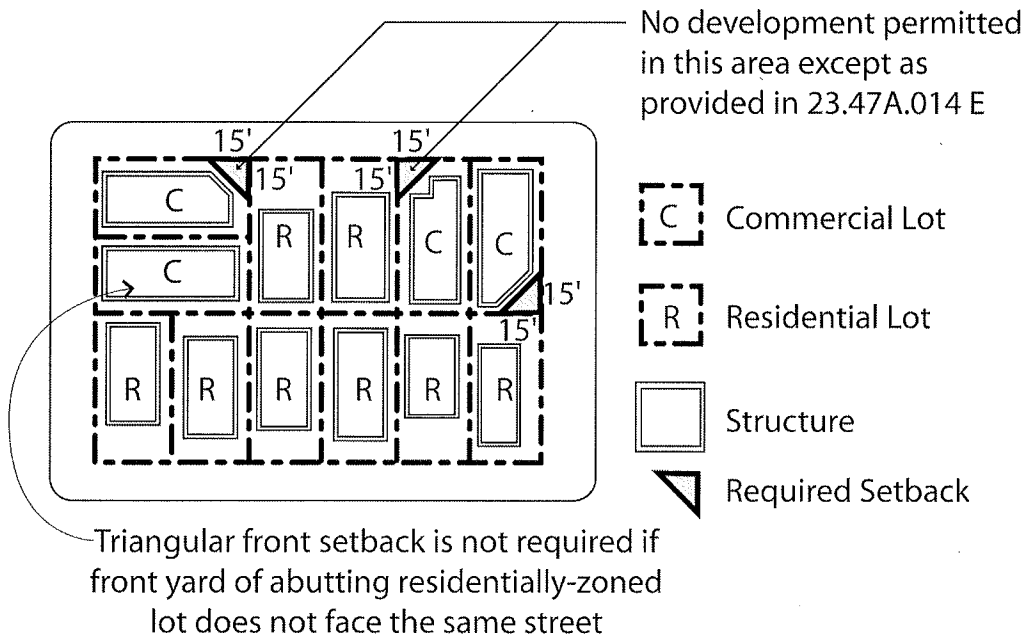 No development permitted
in this area except as
provided in 23.47A.014 E
15' 15'
15' 15'
C
R R
C C
C
15'
15'
R R R R R R
C Commercial Lot
R Residential Lot
Structure
Required Setback
Triangular front setback is not required if
front yard of abutting residentially-zoned
lot does not face the same street